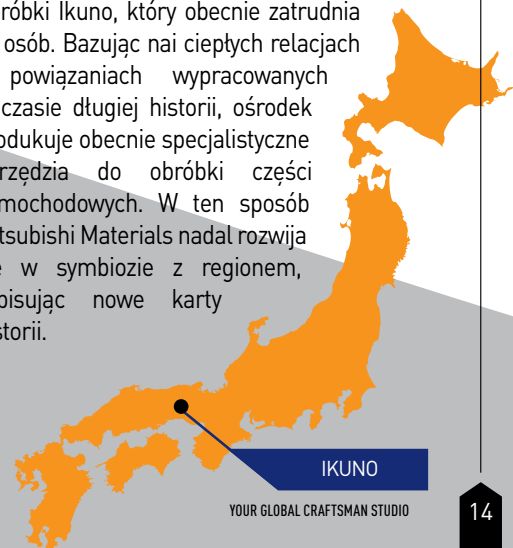 róbki Ikuno, który obecnie zatrudnia
osób. Bazując nai ciepłych relacjach
powiązaniach wypracowanych
czasie długiej historii, ośrodek
odukuje obecnie specjalistyczne
rzędzia do obróbki części
mochodowych. W ten sposób
tsubishi Materials nadal rozwija
e w symbiozie z regionem,
pisując nowe karty
storii.
IKUNO
YOUR GLOBAL CRAFTSMAN STUDIO
14